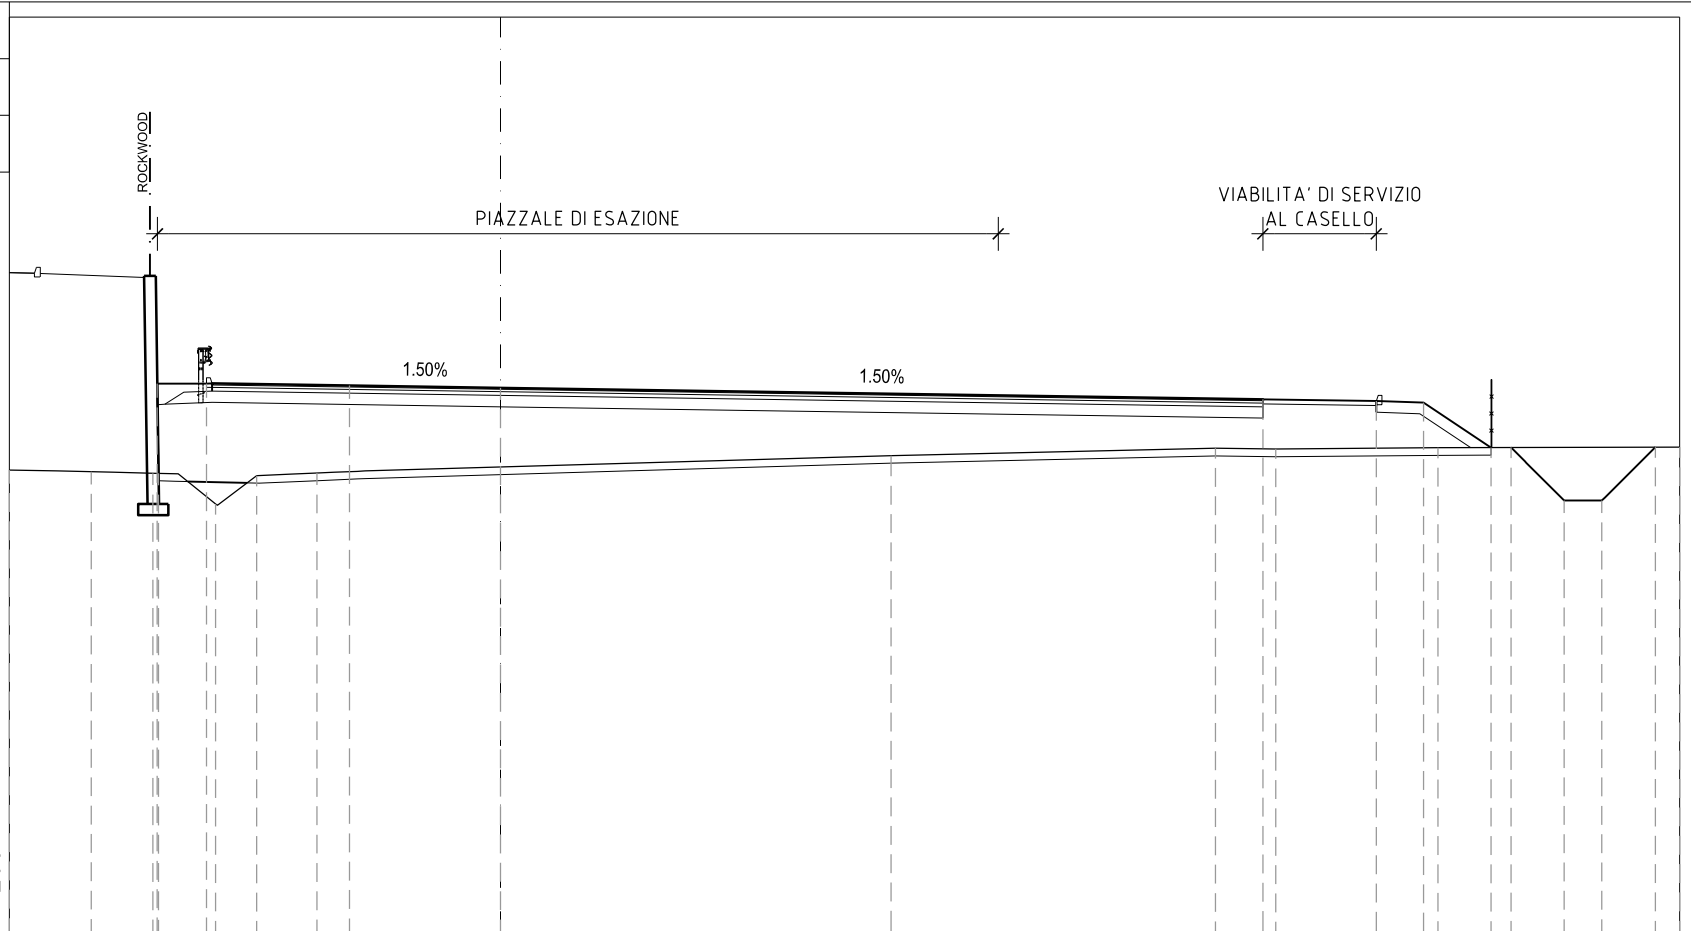 ROCKWOOD
PIAZZALE DI ESAZIONE
VIABILITA' DI SERVIZIO
AL CASELLO
1.50%
1.50%